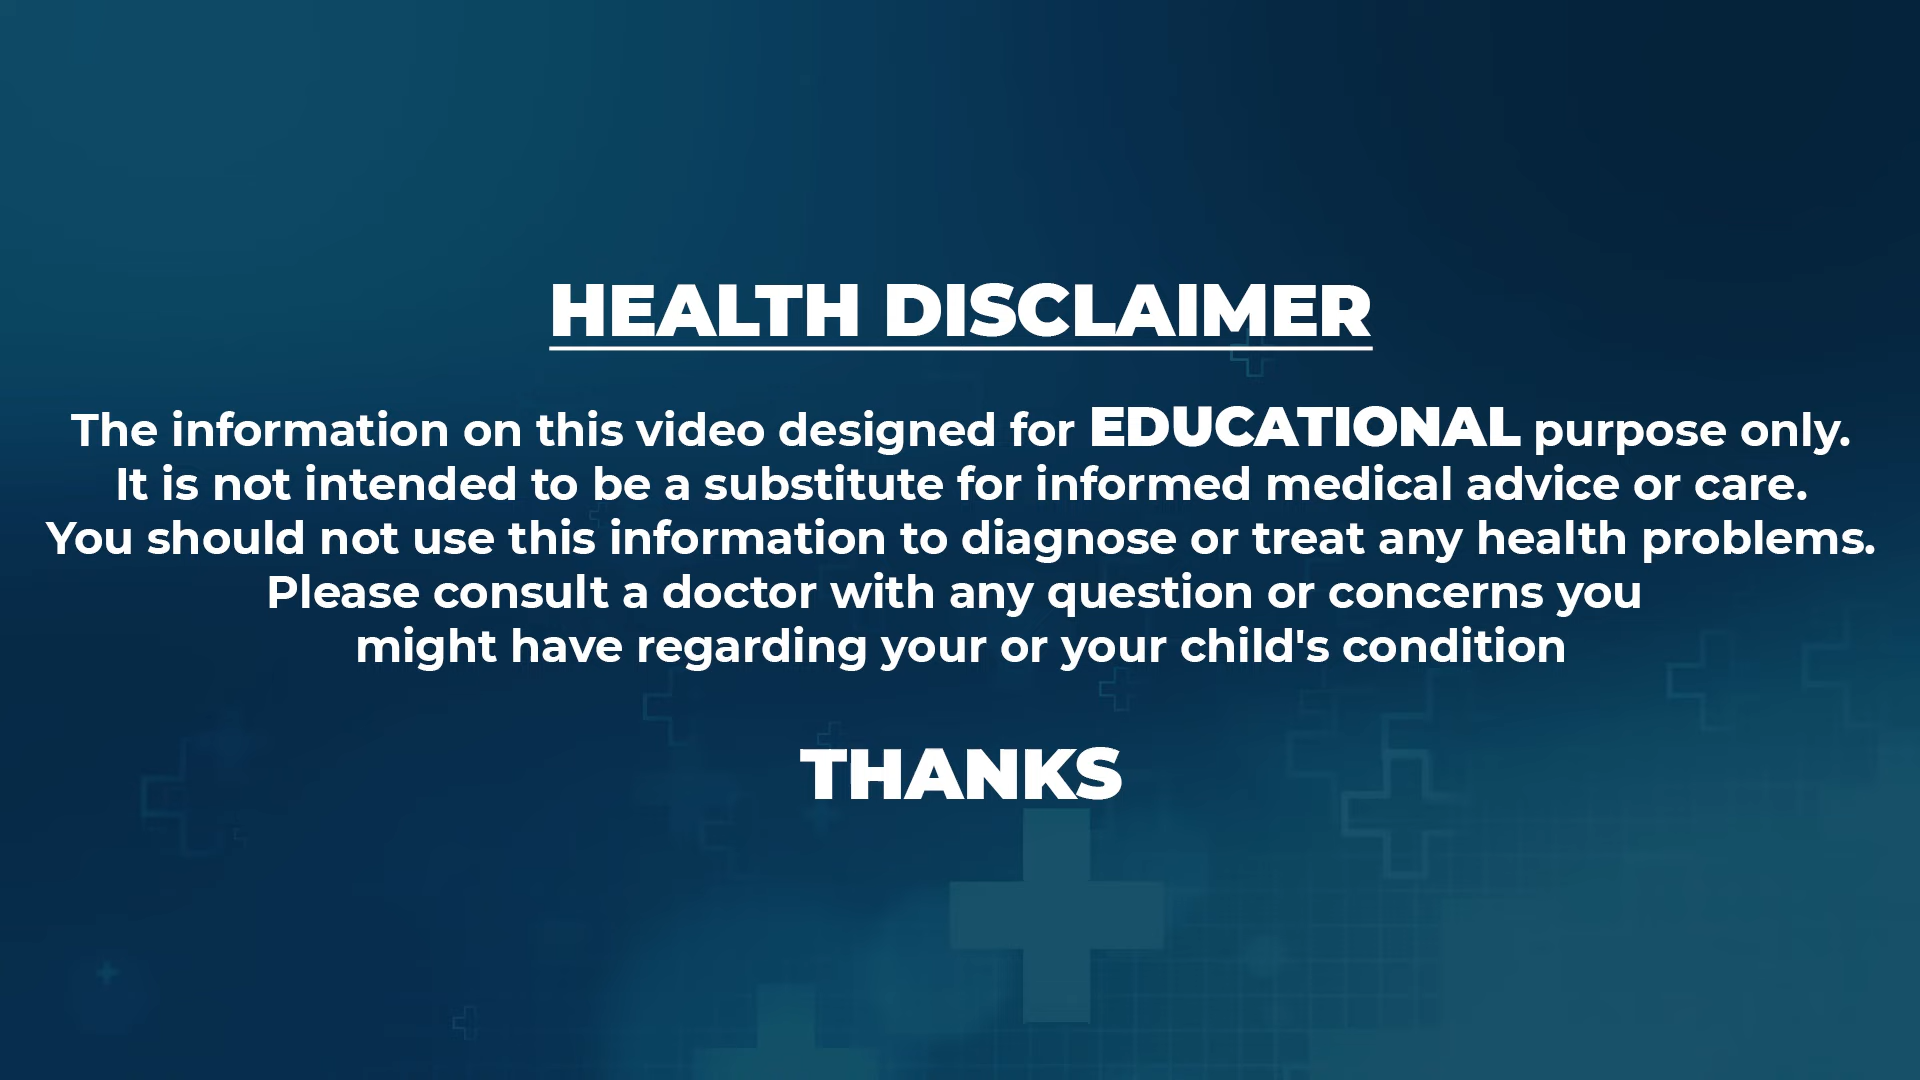 HEALTH DISCLAIMER
The information on this video designed for EDUCATIONAL purpose only.
It is not intended to be a substitute for informed medical advice or care.
You should not use this information to diagnose or treat any health problems.
Please consult a doctor with any question or concerns you
might have regarding your or your child's condition
THANKS